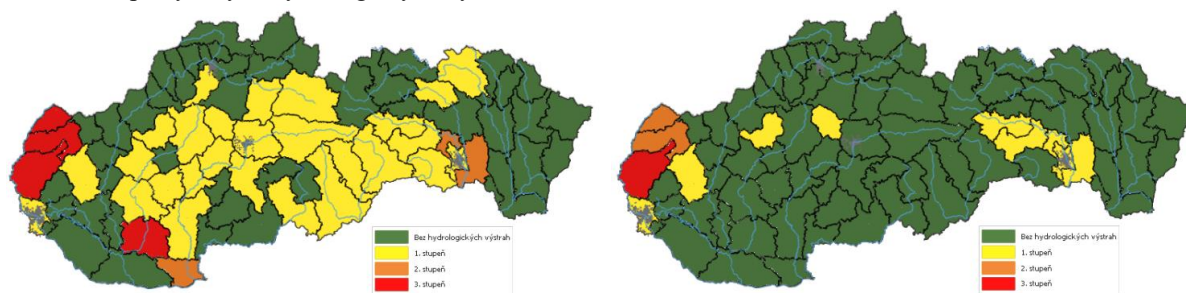 Bez hydrologických výstrah
1. stupeň
2. stupeň
3. stupeň
Bez hydrologických výstrah
1. stupeň
2. stupeň
3. stupeň